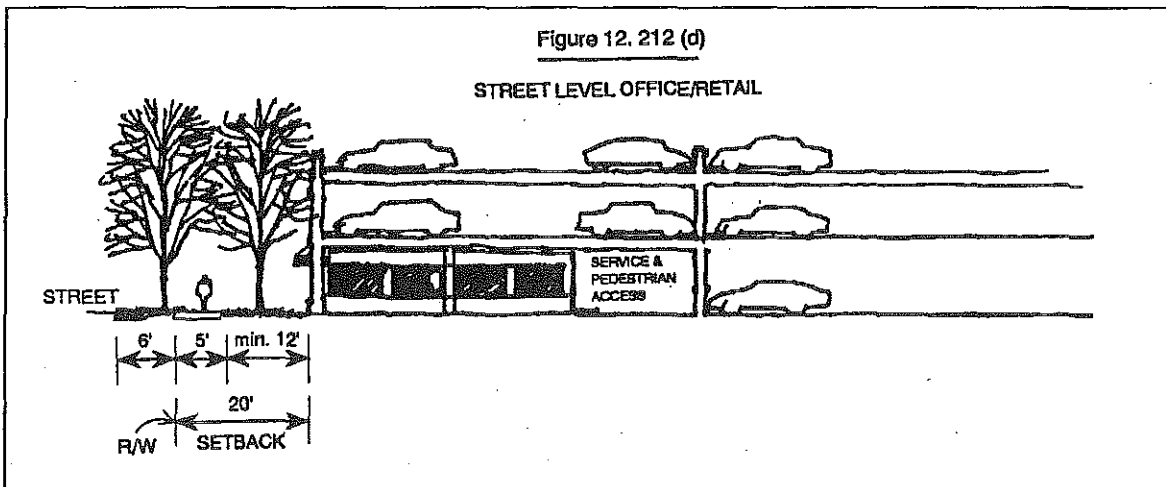 Figure 12. 212 (d)
STREET LEVEL OFFICE/RETAIL
SERVICE &
PEDESTRIAN
ACCESS
STREET
6' 5' min. 12'
20'
R/W SETBACK